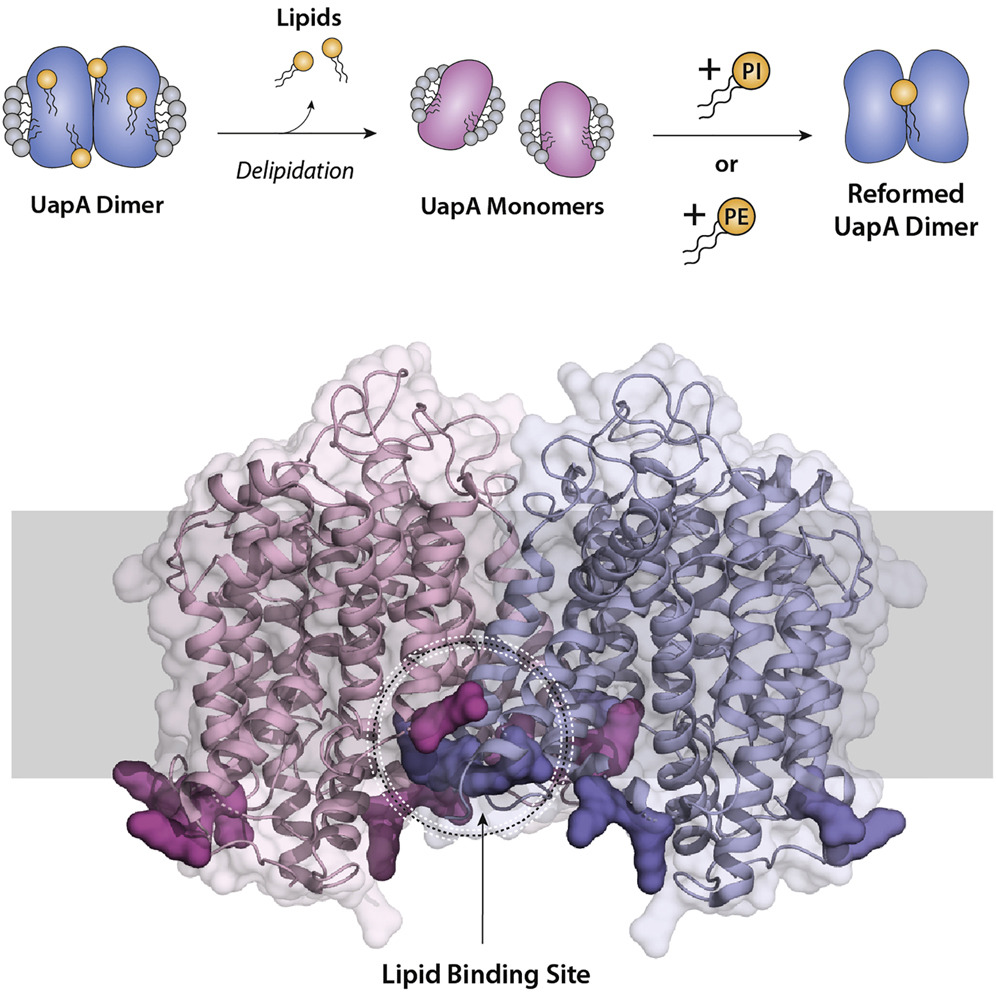 Lipids
Delipidation
UapA Dimer
UapA Monomers
+ PI
or
+ PE
Reformed
UapA Dimer
Lipid Binding Site